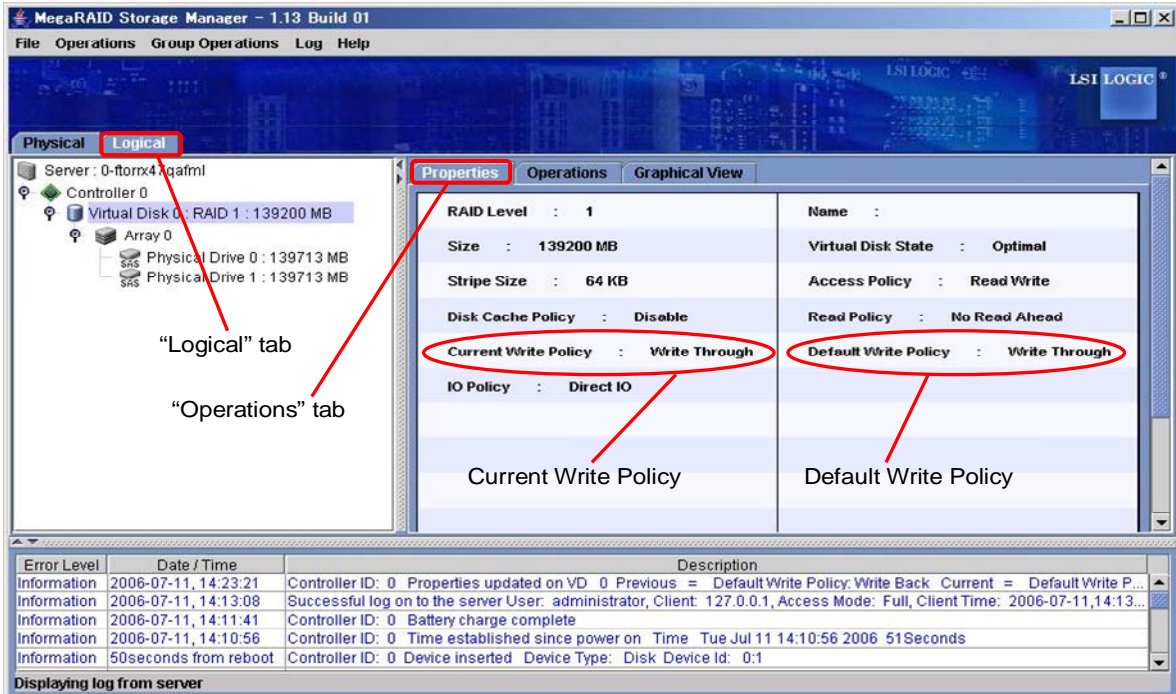 MegaRAID Storage Manager - 1.13 Build 01
File Operations Group Operations Log Help
LSI LOGIC
LSI LOGIC ®
Physical Logical
Server : 0-ftorrx47qafml
Controller 0
Virtual Disk 0 : RAID 1 : 139200 MB
Array 0
Physical Drive 0 : 139713 MB
Physical Drive 1 : 139713 MB
SAS
SAS
“Logical” tab
“Operations” tab
Properties Operations Graphical View
RAID Level : 1 Name :
Size : 139200 MB Virtual Disk State : Optimal
Stripe Size : 64 KB Access Policy : Read Write
Disk Cache Policy : Disable Read Policy : No Read Ahead
Current Write Policy : Write Through Default Write Policy : Write Through
IO Policy : Direct IO
Current Write Policy Default Write Policy
Error Level Date / Time Description
Information 2006-07-11, 14:23:21 Controller ID: 0 Properties updated on VD 0 Previous = Default Write Policy: Write Back Current = Default Write P...
Information 2006-07-11, 14:13:08 Successful log on to the server User: administrator, Client: 127.0.0.1, Access Mode: Full, Client Time: 2006-07-11,14:13...
Information 2006-07-11, 14:11:41 Controller ID: 0 Battery charge complete
Information 2006-07-11, 14:10:56 Controller ID: 0 Time established since power on Time Tue Jul 11 14:10:56 2006 51Seconds
Information 50seconds from reboot Controller ID: 0 Device inserted Device Type: Disk Device Id: 0:1
Displaying log from server